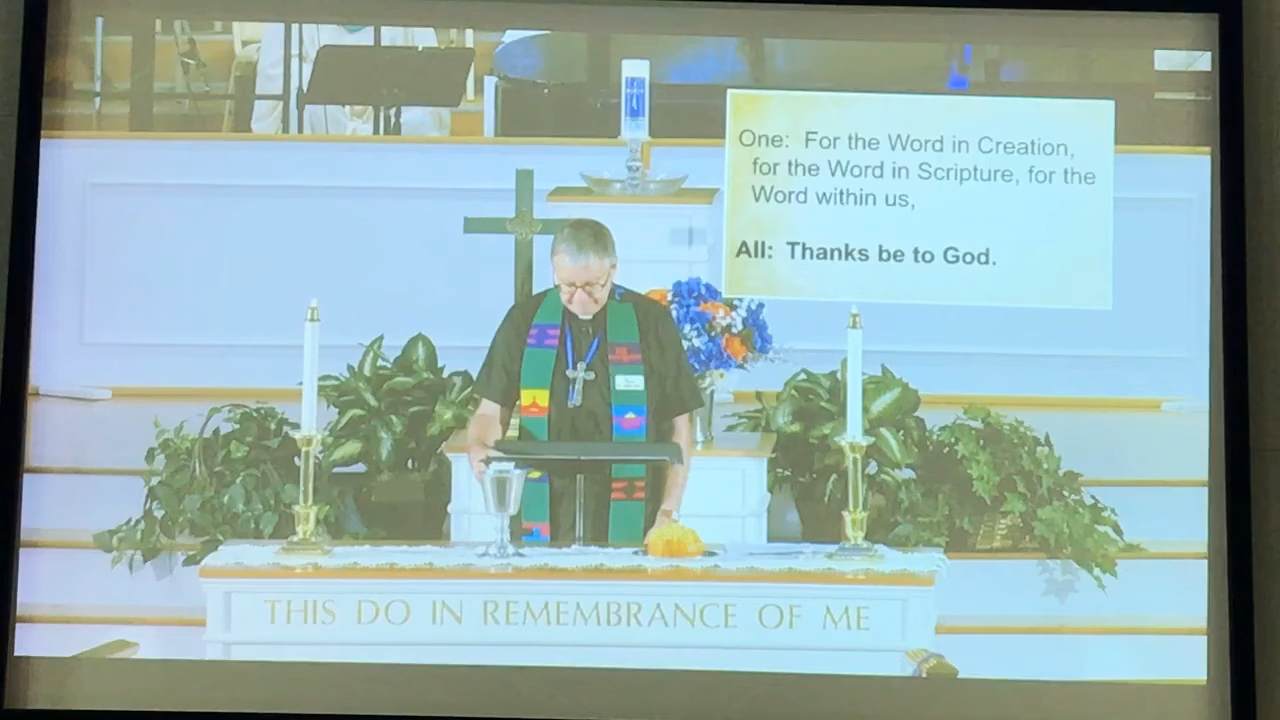 One: For the Word in Creation,
for the Word in Scripture, for the
Word within us,
All: Thanks be to God.
THIS DO IN REMEMBRANCE OF ME